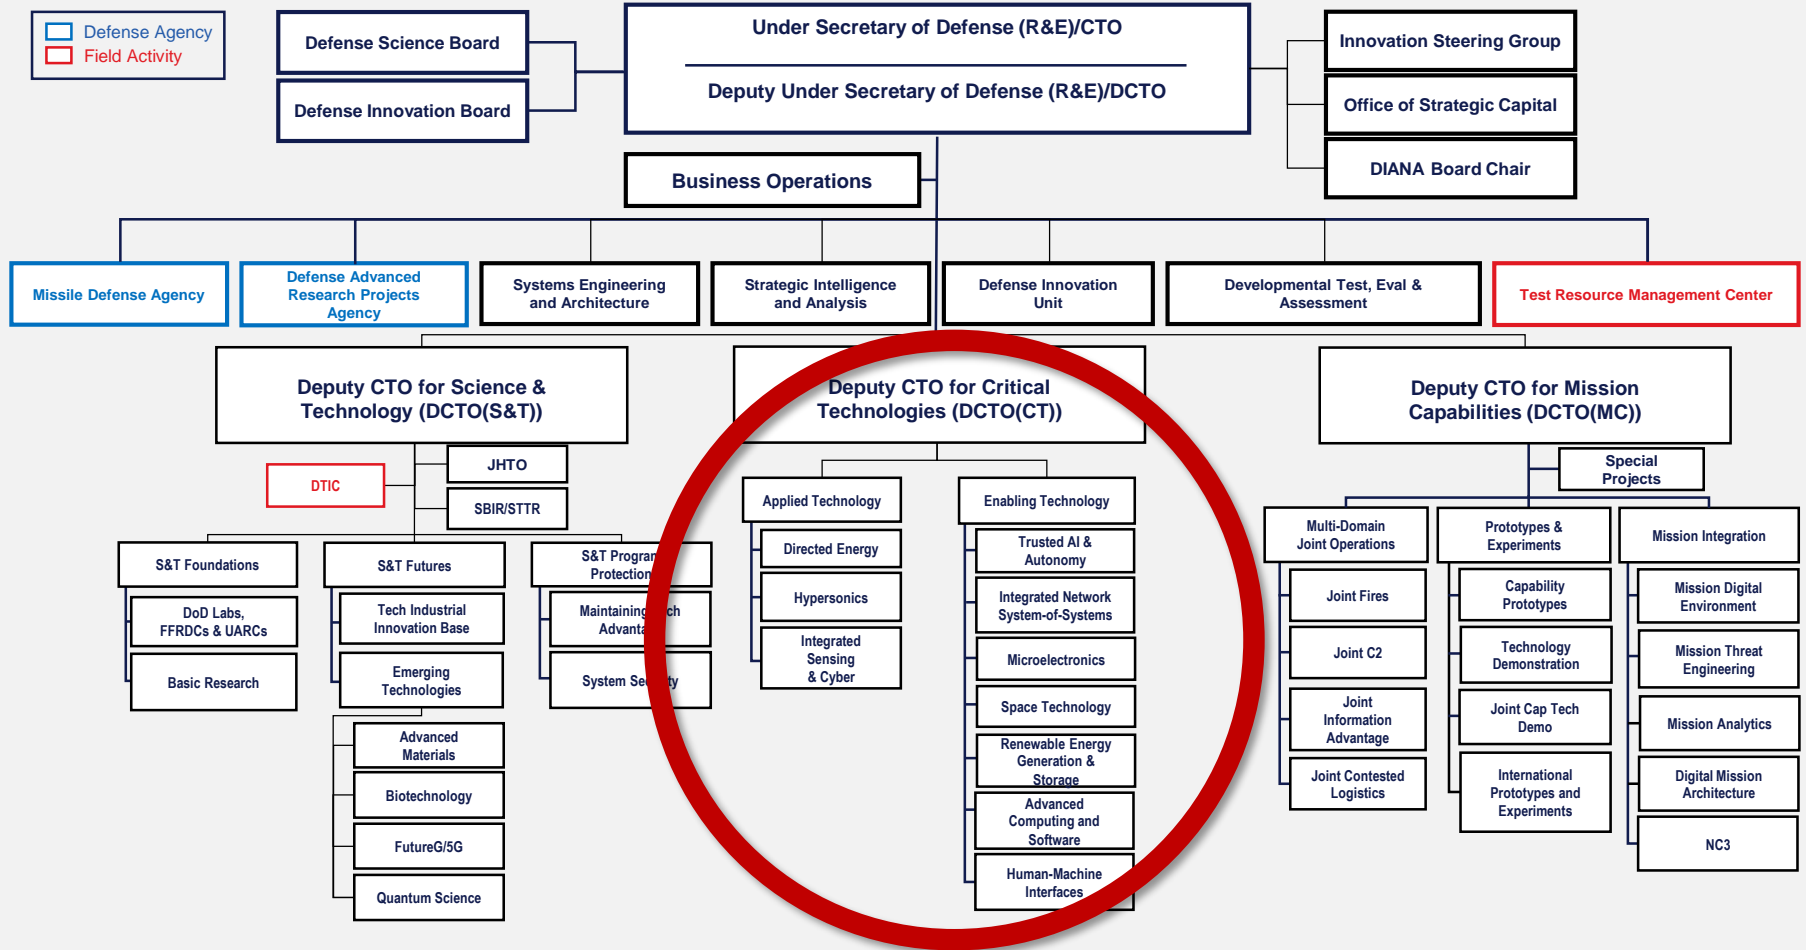 Defense Agency
Field Activity
Defense Science Board
Defense Innovation Board
Under Secretary of Defense (R&E)/CTO
Deputy Under Secretary of Defense (R&E)/DCTO
Innovation Steering Group
Office of Strategic Capital
DIANA Board Chair
Business Operations
Missile Defense Agency
Defense Advanced
Research Projects
Agency
Systems Engineering
and Architecture
Strategic Intelligence
and Analysis
Defense Innovation
Unit
Developmental Test, Eval &
Assessment
Test Resource Management Center
Deputy CTO for Science &
Technology (DCTO(S&T))
DTIC
JHTO
SBIR/STTR
S&T Foundations
DoD Labs,
FFRDCs & UARCs
Basic Research
S&T Futures
Tech Industrial
Innovation Base
Emerging
Technologies
Advanced
Materials
Biotechnology
FutureG/5G
Quantum Science
S&T Program
Protection
Maintaining Tech
Advantage
System Security
Deputy CTO for Critical
Technologies (DCTO(CT))
Applied Technology
Directed Energy
Hypersonics
Integrated
Sensing
& Cyber
Enabling Technology
Trusted AI &
Autonomy
Integrated Network
System-of-Systems
Microelectronics
Space Technology
Renewable Energy
Generation &
Storage
Advanced
Computing and
Software
Human-Machine
Interfaces
Deputy CTO for Mission
Capabilities (DCTO(MC))
Special
Projects
Multi-Domain
Joint Operations
Joint Fires
Joint C2
Joint
Information
Advantage
Joint Contested
Logistics
Prototypes &
Experiments
Capability
Prototypes
Technology
Demonstration
Joint Cap Tech
Demo
International
Prototypes and
Experiments
Mission Integration
Mission Digital
Environment
Mission Threat
Engineering
Mission Analytics
Digital Mission
Architecture
NC3